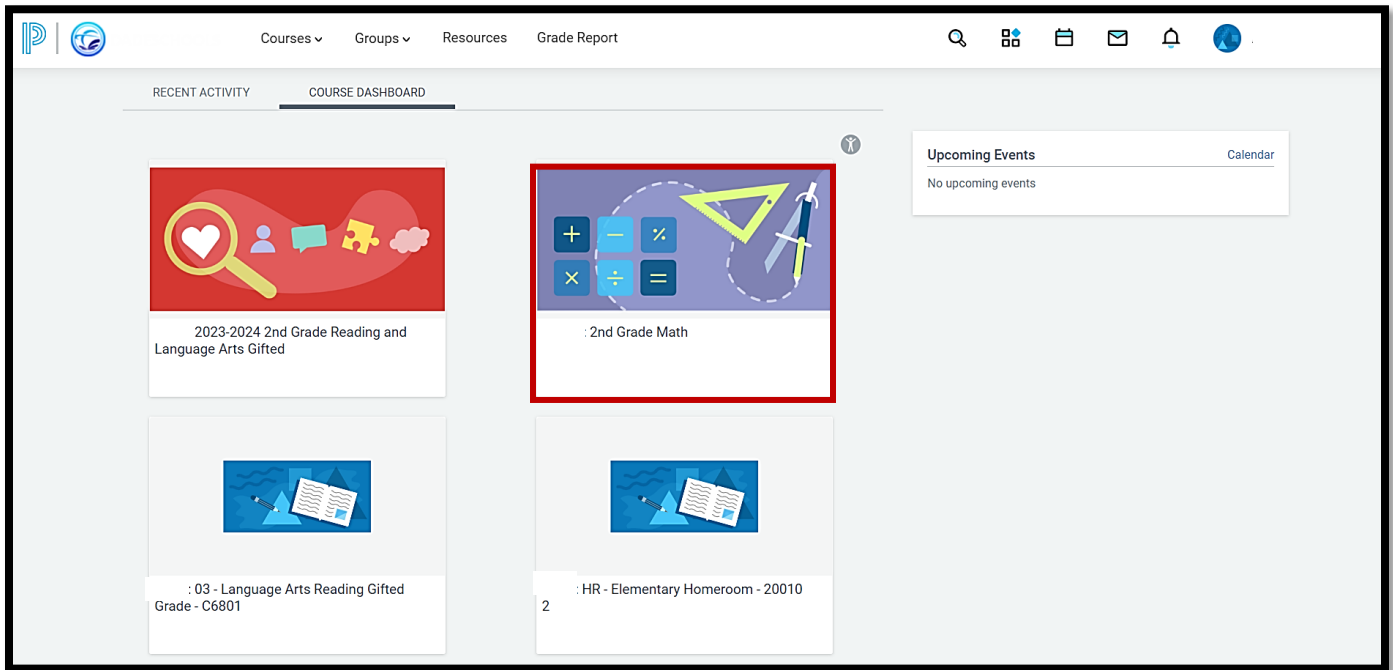 Courses Groups Resources Grade Report
RECENT ACTIVITY COURSE DASHBOARD
Upcoming Events Calendar
No upcoming events
2023-2024 2nd Grade Reading and
Language Arts Gifted
: 2nd Grade Math
: 03 - Language Arts Reading Gifted
Grade - C6801
: HR - Elementary Homeroom - 20010
2